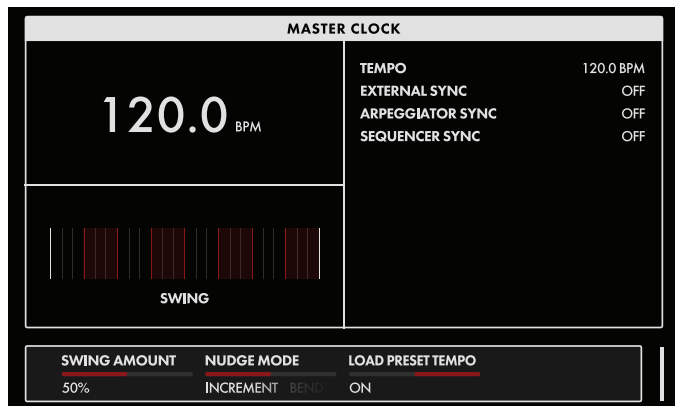 MASTER CLOCK
120.0 BPM
SWING
TEMPO 120.0 BPM
EXTERNAL SYNC OFF
ARPEGGIATOR SYNC OFF
SEQUENCER SYNC OFF
SWING AMOUNT NUDGE MODE LOAD PRESET TEMPO
50% INCREMENT BEND ON